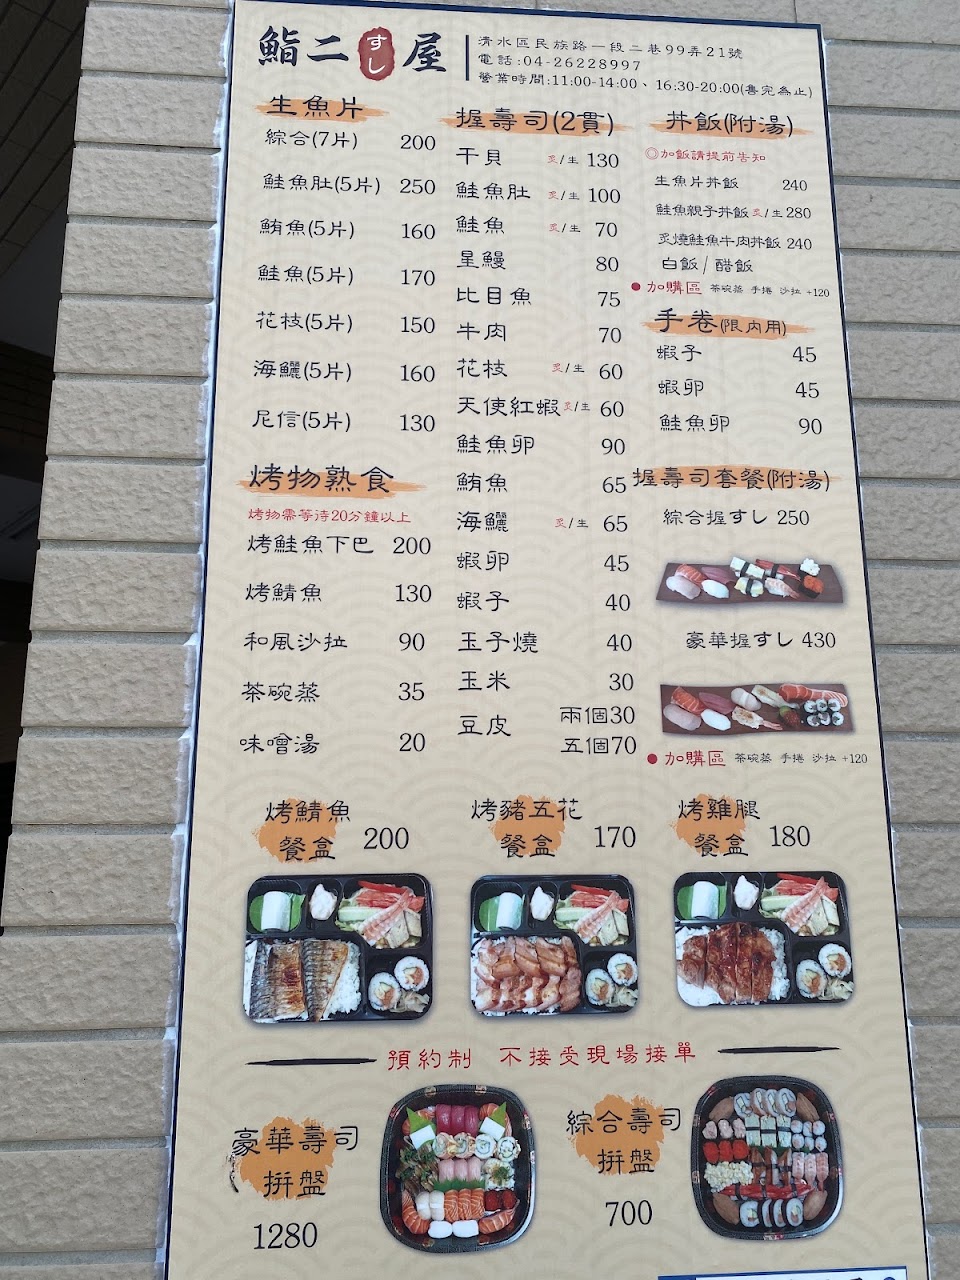 鮨二すし屋
清水區民族路一段二巷99弄21號
電話:04-26228997
營業時間:11:00-14:00、16:30-20:00(售完為止)
生魚片
綜合(7片) 200
鮭魚肚(5片) 250
鮪魚(5片) 160
鮭魚(5片) 170
花枝(5片) 150
海鱺(5片) 160
尼信(5片) 130
烤物熟食
烤物需等待20分鐘以上
烤鮭魚下巴 200
烤鯖魚 130
和風沙拉 90
茶碗蒸 35
味噌湯 20
握壽司(2貫)
干貝 炙/生 130
鮭魚肚 炙/生 100
鮭魚 炙/生 70
星鰻 80
比目魚 75
牛肉 70
花枝 炙/生 60
天使紅蝦 炙/生 60
鮭魚卵 90
鮪魚 65
海鱺 炙/生 65
蝦卵 45
蝦子 40
玉子燒 40
玉米 30
豆皮 兩個30
五個70
丼飯(附湯)
◎加飯請提前告知
生魚片丼飯 240
鮭魚親子丼飯 炙/生 280
炙燒鮭魚牛肉丼飯 240
白飯/醋飯
●加購區 茶碗蒸 手捲 沙拉 +120
手卷(限內用)
蝦子 45
蝦卵 45
鮭魚卵 90
握壽司套餐(附湯)
綜合握すし 250
豪華握すし 430
●加購區 茶碗蒸 手捲 沙拉 +120
烤鯖魚
餐盒 200
烤豬五花
餐盒 170
烤雞腿
餐盒 180
預約制 不接受現場接單
豪華壽司
拼盤
1280
綜合壽司
拼盤
700